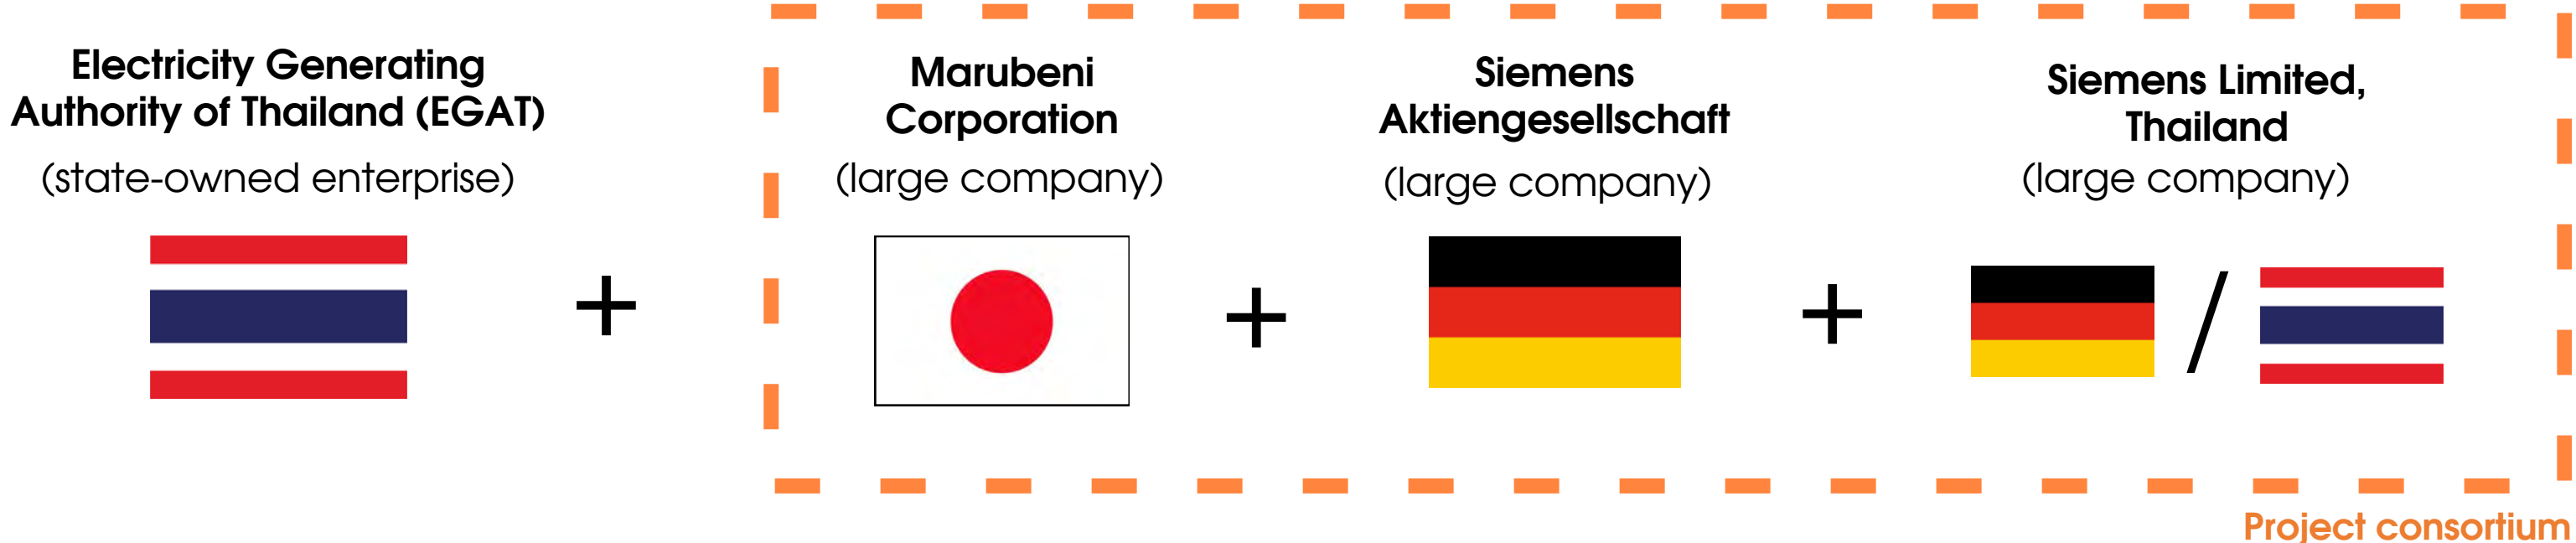 Electricity Generating
Authority of Thailand (EGAT)
(state-owned enterprise)
+
Marubeni
Corporation
(large company)
+
Siemens
Aktiengesellschaft
(large company)
+
Siemens Limited,
Thailand
(large company)
/
Project consortium